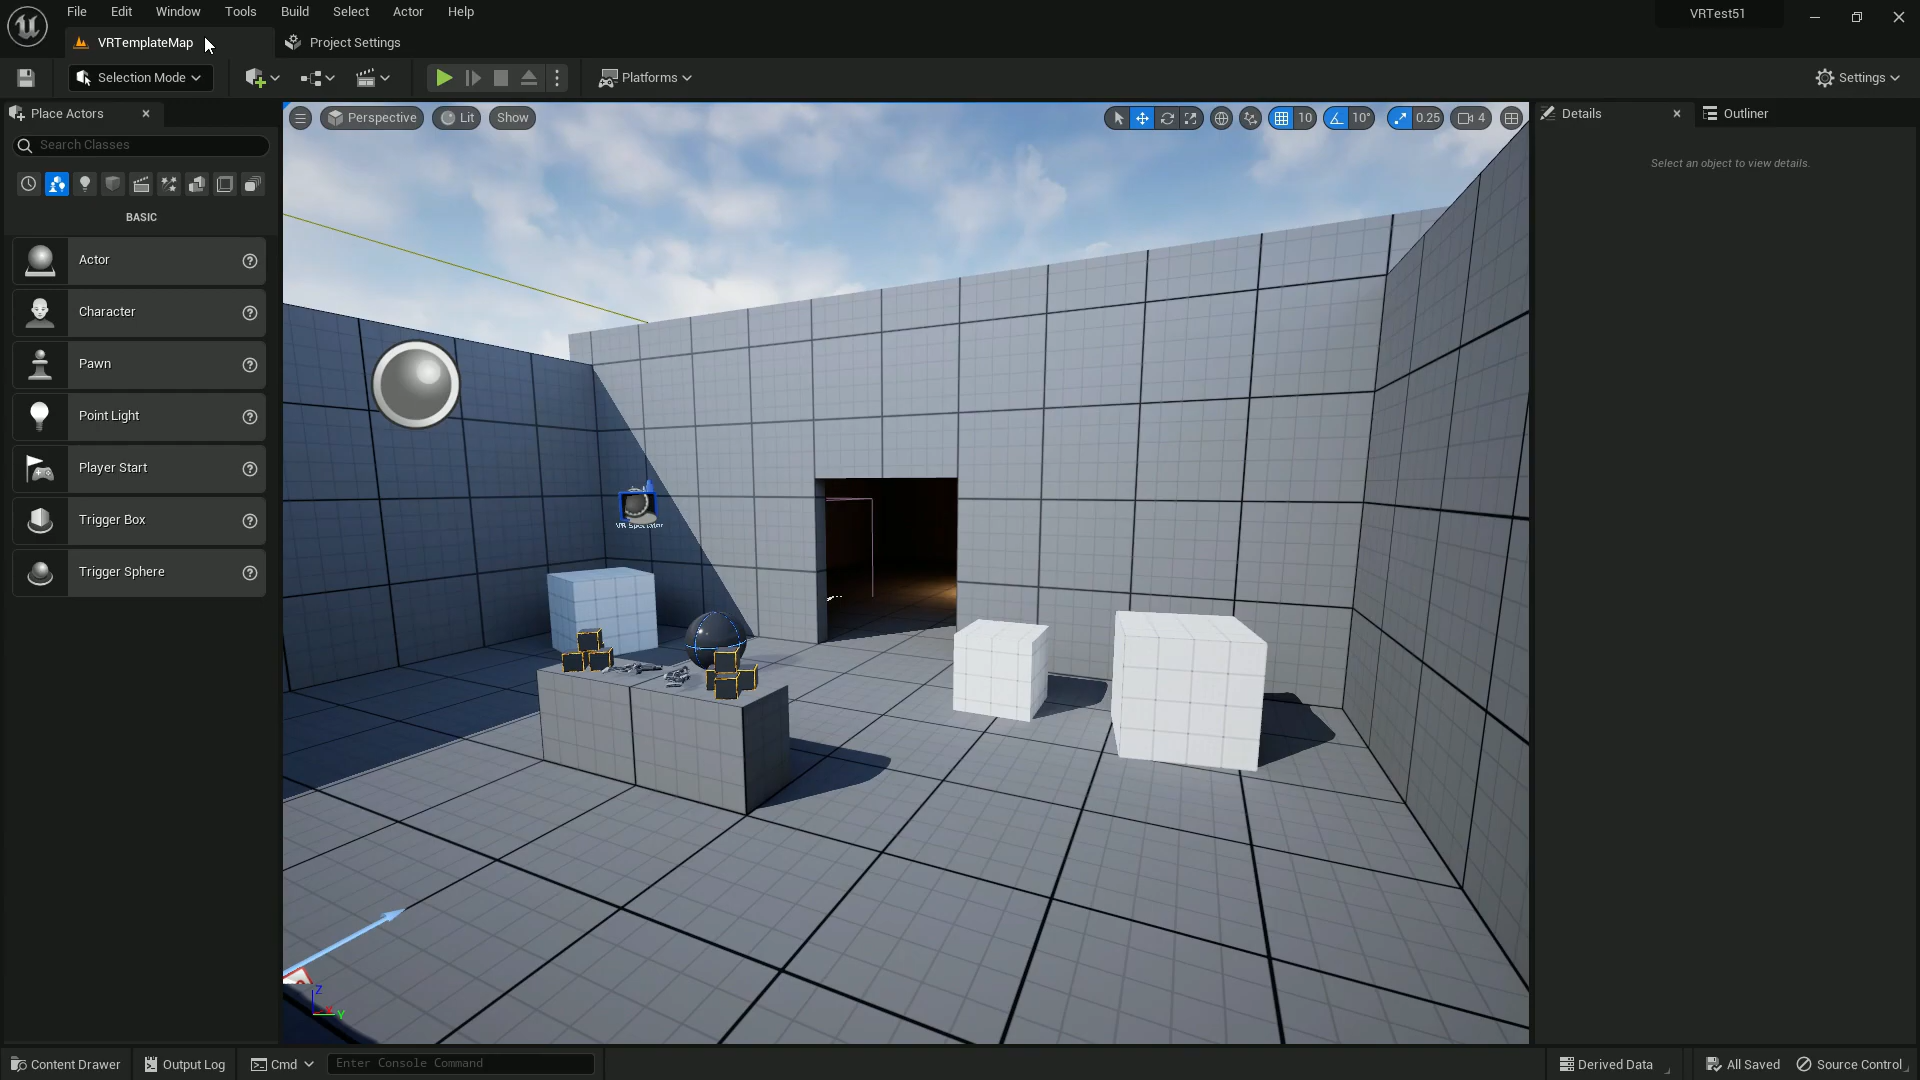 File Edit Window Tools Build Select Actor Help
VRTest51
VRTemplateMap
Project Settings
Selection Mode
Platforms
Settings
Place Actors
Perspective
Lit
Show
10
10°
0.25
4
Details
Outliner
Search Classes
Select an object to view details.
BASIC
Actor
Character
Pawn
Point Light
Player Start
Trigger Box
Trigger Sphere
VR Spectator
Z
Y
Content Drawer
Output Log
Cmd
Enter Console Command
Derived Data
All Saved
Source Control